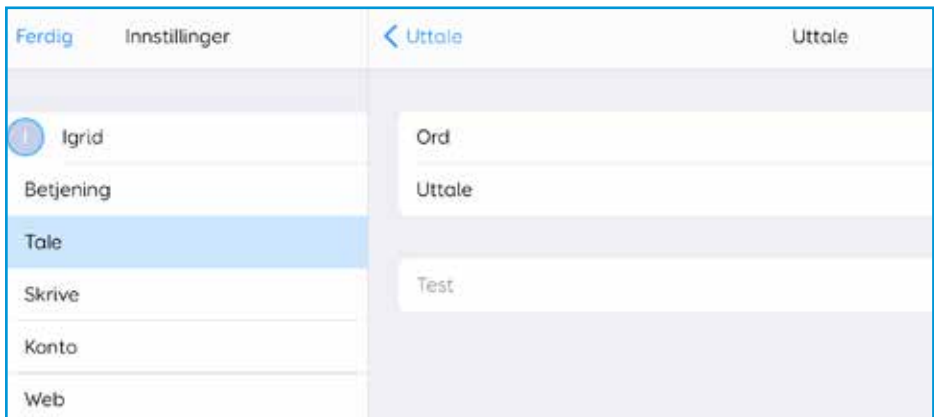 Ferdig Innstillinger Uttale Uttale
I Igrid
Betjening
Tale
Skrive
Konto
Web
Ord
Uttale
Test